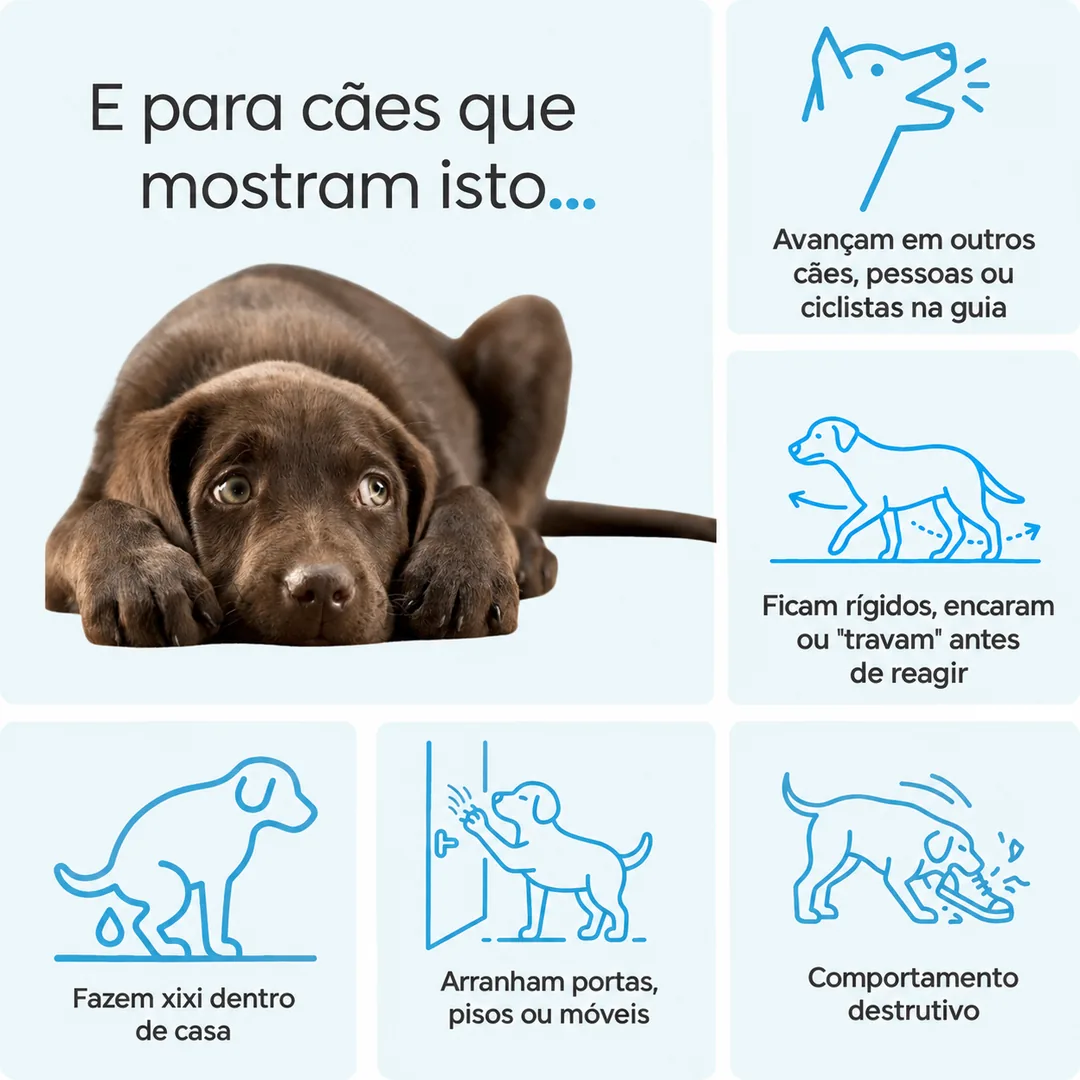 E para cães que
mostram isto...
Avançam em outros
cães, pessoas ou
ciclistas na guia
Ficam rígidos, encaram
ou "travam" antes
de reagir
Fazem xixi dentro
de casa
Arranham portas,
pisos ou móveis
Comportamento
destrutivo